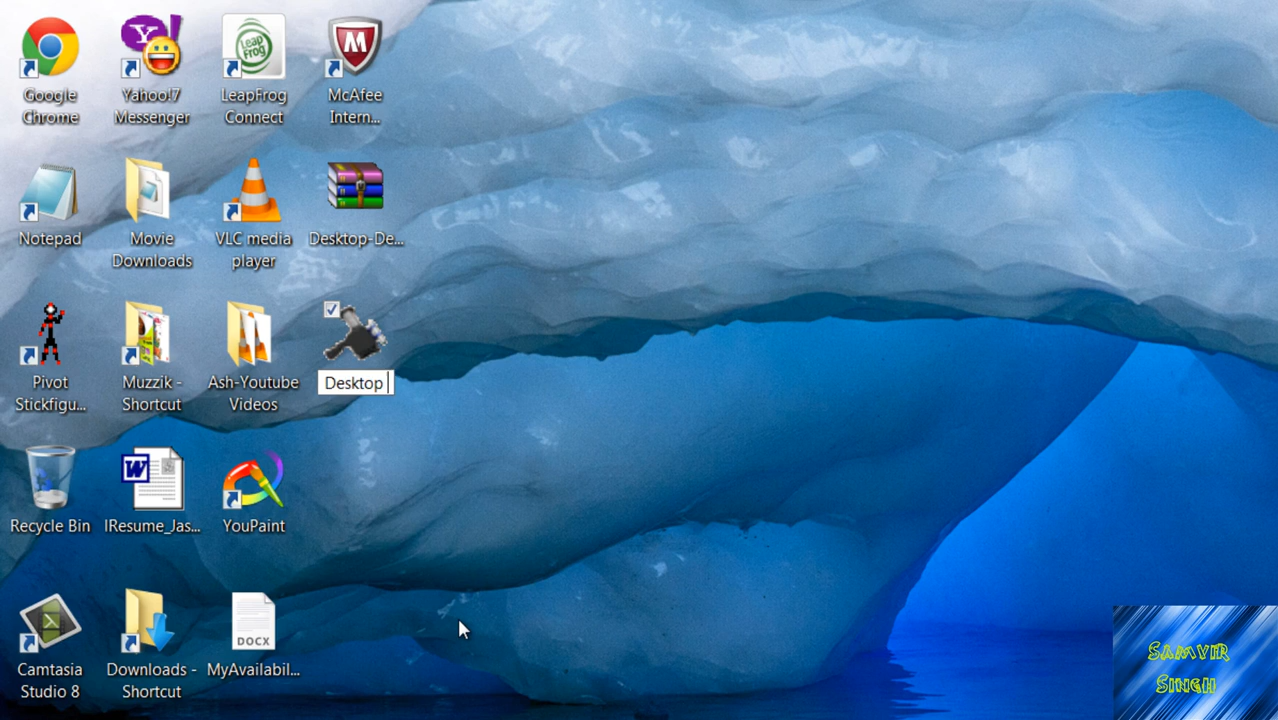 Google
Chrome
Yahoo!7
Messenger
Leap
Frog
LeapFrog
Connect
McAfee
Intern...
Notepad
Movie
Downloads
VLC media
player
Desktop-De...
Pivot
Stickfigu...
Muzzik -
Shortcut
Ash-Youtube
Videos
Desktop
Recycle Bin
W
IResume_Jas...
YouPaint
Camtasia
Studio 8
Downloads -
Shortcut
DOCX
MyAvailabil...
Samvir
Singh